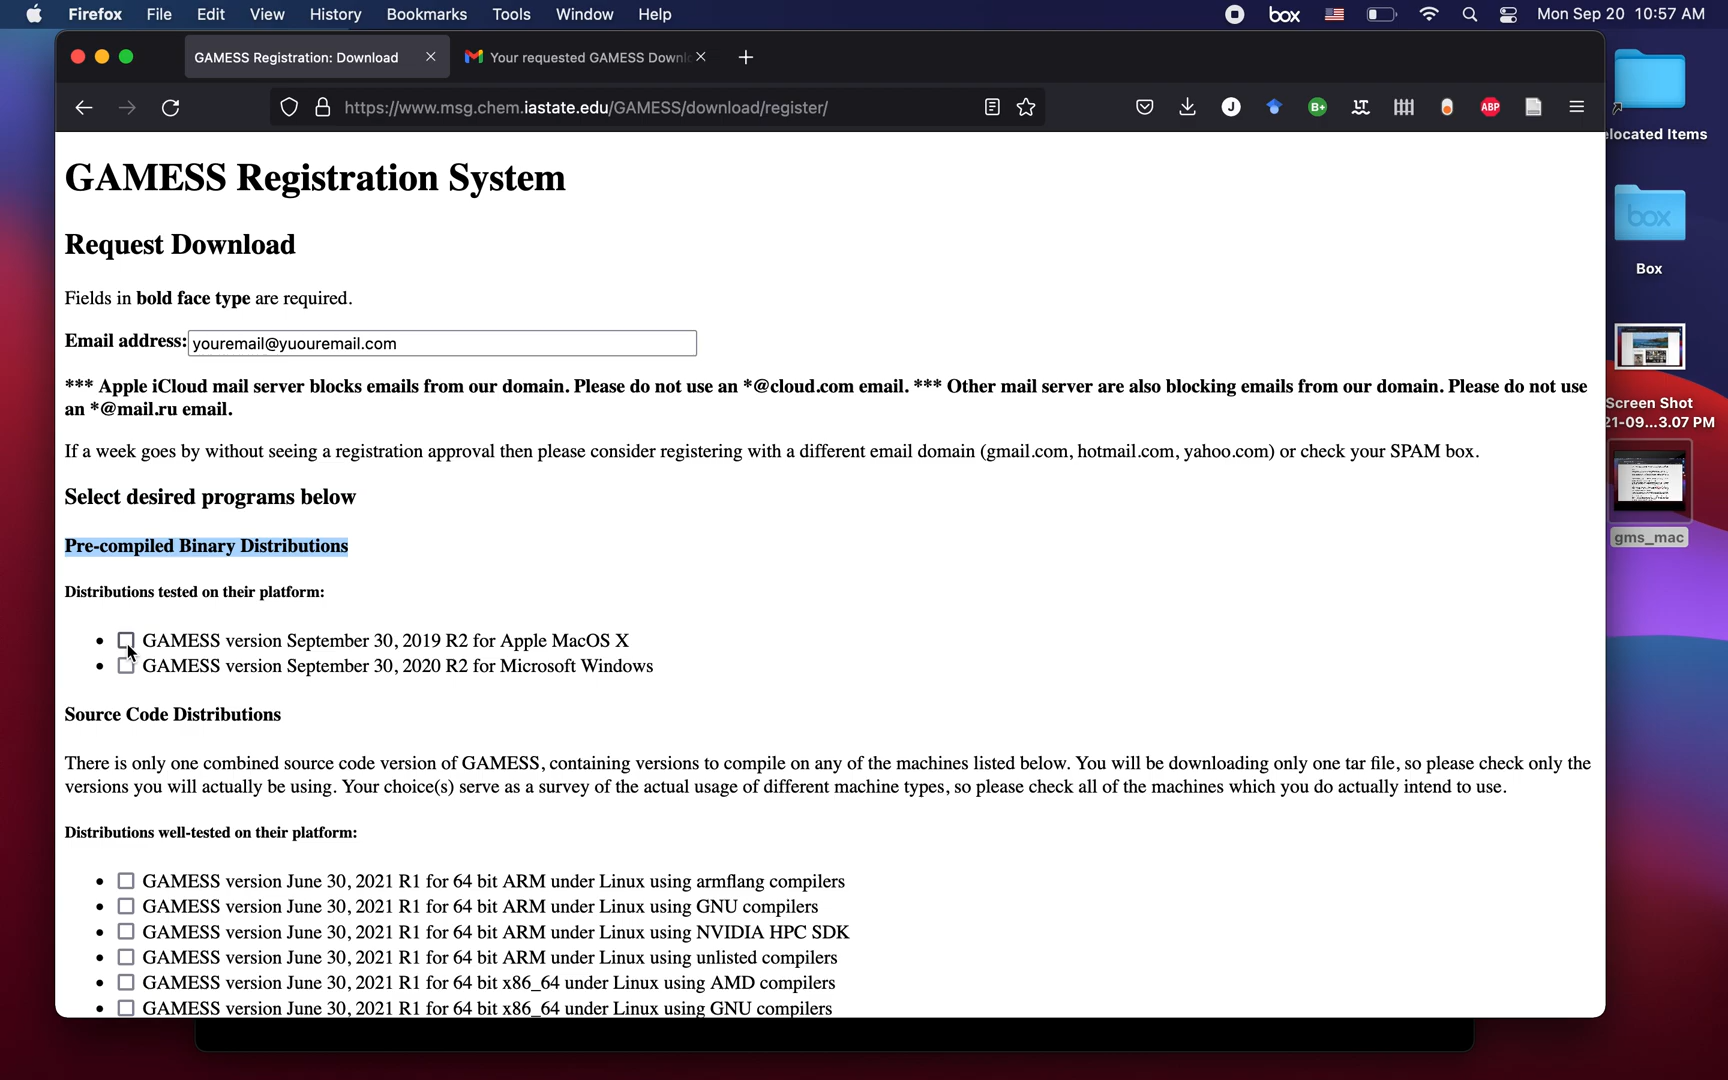 Firefox File Edit View History Bookmarks Tools Window Help box Mon Sep 20 10:57 AM
GAMESS Registration: Download Your requested GAMESS Downl
https://www.msg.chem.iastate.edu/GAMESS/download/register/ J B+ LT ABP
elocated Items
GAMESS Registration System
box
Request Download
Box
Fields in bold face type are required.
Email address: youremail@yuouremail.com
*** Apple iCloud mail server blocks emails from our domain. Please do not use an *@cloud.com email. *** Other mail server are also blocking emails from our domain. Please do not use
an *@mail.ru email.
Screen Shot
21-09...3.07 PM
If a week goes by without seeing a registration approval then please consider registering with a different email domain (gmail.com, hotmail.com, yahoo.com) or check your SPAM box.
Select desired programs below
gms_mac
Pre-compiled Binary Distributions
Distributions tested on their platform:
• GAMESS version September 30, 2019 R2 for Apple MacOS X
• GAMESS version September 30, 2020 R2 for Microsoft Windows
Source Code Distributions
There is only one combined source code version of GAMESS, containing versions to compile on any of the machines listed below. You will be downloading only one tar file, so please check only the
versions you will actually be using. Your choice(s) serve as a survey of the actual usage of different machine types, so please check all of the machines which you do actually intend to use.
Distributions well-tested on their platform:
• GAMESS version June 30, 2021 R1 for 64 bit ARM under Linux using armflang compilers
• GAMESS version June 30, 2021 R1 for 64 bit ARM under Linux using GNU compilers
• GAMESS version June 30, 2021 R1 for 64 bit ARM under Linux using NVIDIA HPC SDK
• GAMESS version June 30, 2021 R1 for 64 bit ARM under Linux using unlisted compilers
• GAMESS version June 30, 2021 R1 for 64 bit x86_64 under Linux using AMD compilers
• GAMESS version June 30, 2021 R1 for 64 bit x86_64 under Linux using GNU compilers